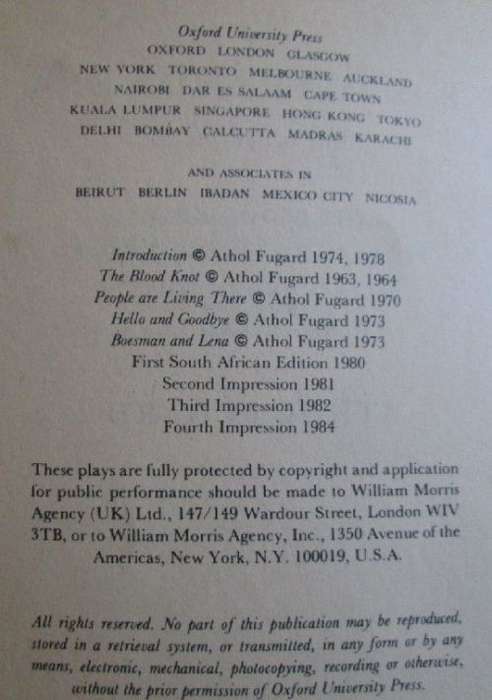 Oxford University Press
OXFORD LONDON GLASGOW
NEW YORK TORONTO MELBOURNE AUCKLAND
NAIROBI DAR ES SALAAM CAPE TOWN
KUALA LUMPUR SINGAPORE HONG KONG TOKYO
DELHI BOMBAY CALCUTTA MADRAS KARACHI
AND ASSOCIATES IN
BEIRUT BERLIN IBADAN MEXICO CITY NICOSIA
Introduction © Athol Fugard 1974, 1978
The Blood Knot © Athol Fugard 1963, 1964
People are Living There © Athol Fugard 1970
Hello and Goodbye © Athol Fugard 1973
Boesman and Lena © Athol Fugard 1973
First South African Edition 1980
Second Impression 1981
Third Impression 1982
Fourth Impression 1984
These plays are fully protected by copyright and application
for public performance should be made to William Morris
Agency (UK) Ltd., 147/149 Wardour Street, London WIV
3TB, or to William Morris Agency, Inc., 1350 Avenue of the
Americas, New York, N.Y. 100019, U.S.A.
All rights reserved. No part of this publication may be reproduced,
stored in a retrieval system, or transmitted, in any form or by any
means, electronic, mechanical, photocopying, recording or otherwise,
without the prior permission of Oxford University Press.